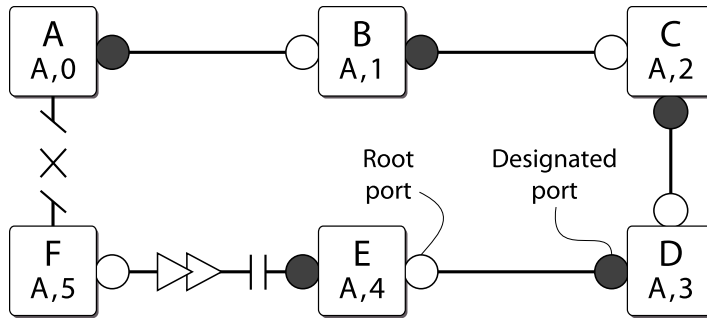 A
A,0
B
A,1
C
A,2
Root
port
Designated
port
F
A,5
E
A,4
D
A,3